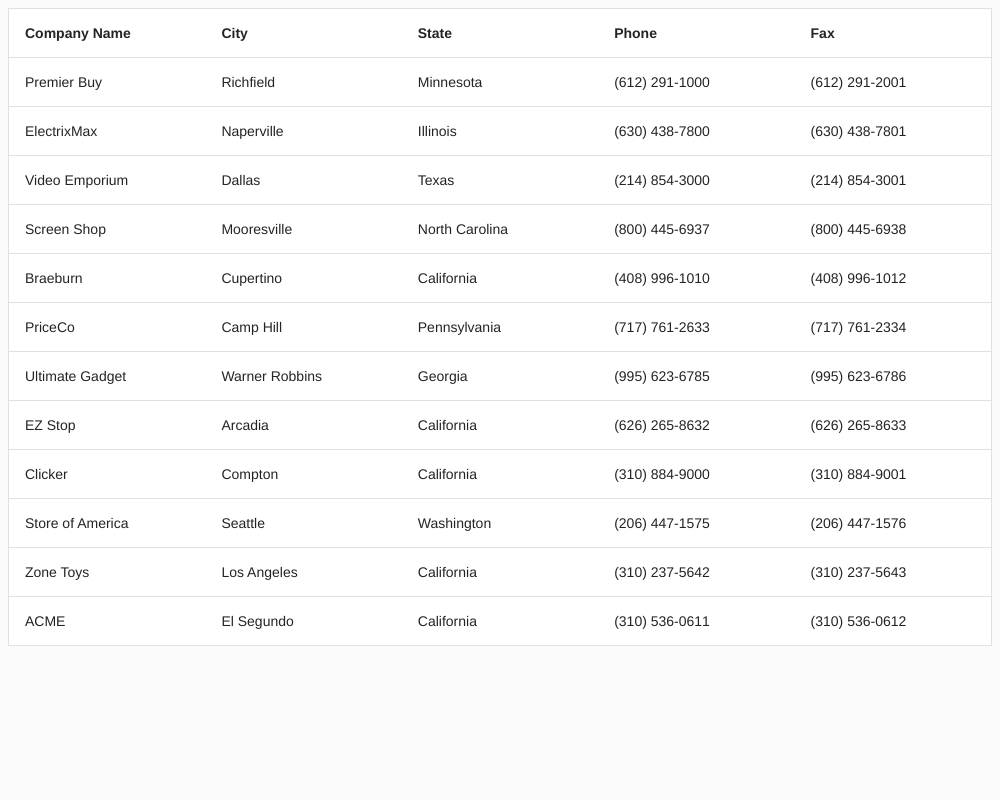 Company Name City State Phone Fax
Premier Buy Richfield Minnesota (612) 291-1000 (612) 291-2001
ElectrixMax Naperville Illinois (630) 438-7800 (630) 438-7801
Video Emporium Dallas Texas (214) 854-3000 (214) 854-3001
Screen Shop Mooresville North Carolina (800) 445-6937 (800) 445-6938
Braeburn Cupertino California (408) 996-1010 (408) 996-1012
PriceCo Camp Hill Pennsylvania (717) 761-2633 (717) 761-2334
Ultimate Gadget Warner Robbins Georgia (995) 623-6785 (995) 623-6786
EZ Stop Arcadia California (626) 265-8632 (626) 265-8633
Clicker Compton California (310) 884-9000 (310) 884-9001
Store of America Seattle Washington (206) 447-1575 (206) 447-1576
Zone Toys Los Angeles California (310) 237-5642 (310) 237-5643
ACME El Segundo California (310) 536-0611 (310) 536-0612